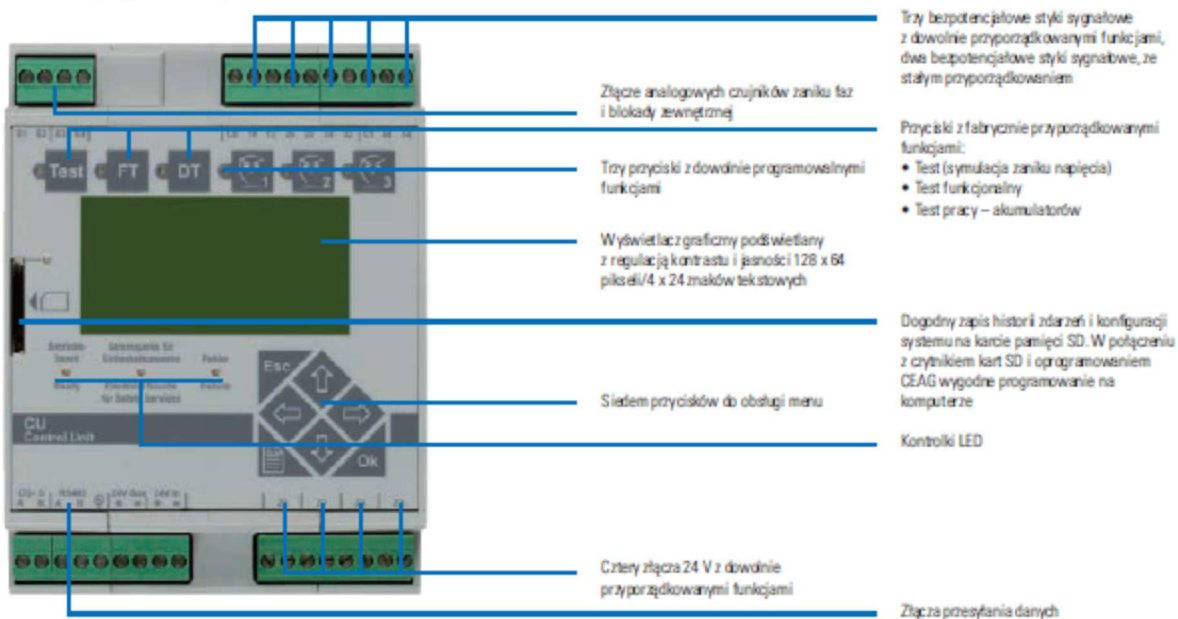 Trzy bezpotencjałowe styki sygnałowe
z dowolnie przyporządkowanymi funkcjami,
dwa bezpotencjałowe styki sygnałowe, ze
stałym przyporządkowaniem
Złącze analogowych czujników zaniku faz
i blokady zewnętrznej
Przyciski z fabrycznie przyporządkowanymi
funkcjami:
• Test (symulacja zaniku napięcia)
• Test funkcjonalny
• Test pracy – akumulatorów
Test FT DT 1 2 3
Trzy przyciski z dowolnie programowalnymi
funkcjami
Wyświetlacz graficzny podświetlany
z regulacją kontrastu i jasności 128 x 64
pikseli/4 x 24 znaków tekstowych
Dogodny zapis historii zdarzeń i konfiguracji
systemu na karcie pamięci SD. W połączeniu
z czytnikiem kart SD i oprogramowaniem
CEAG wygodne programowanie na
komputerze
Esc
Siedem przycisków do obsługi menu
Kontrolki LED
CU
Control Unit
Ok
Cztery złącza 24 V z dowolnie
przyporządkowanymi funkcjami
Złącza przesyłania danych